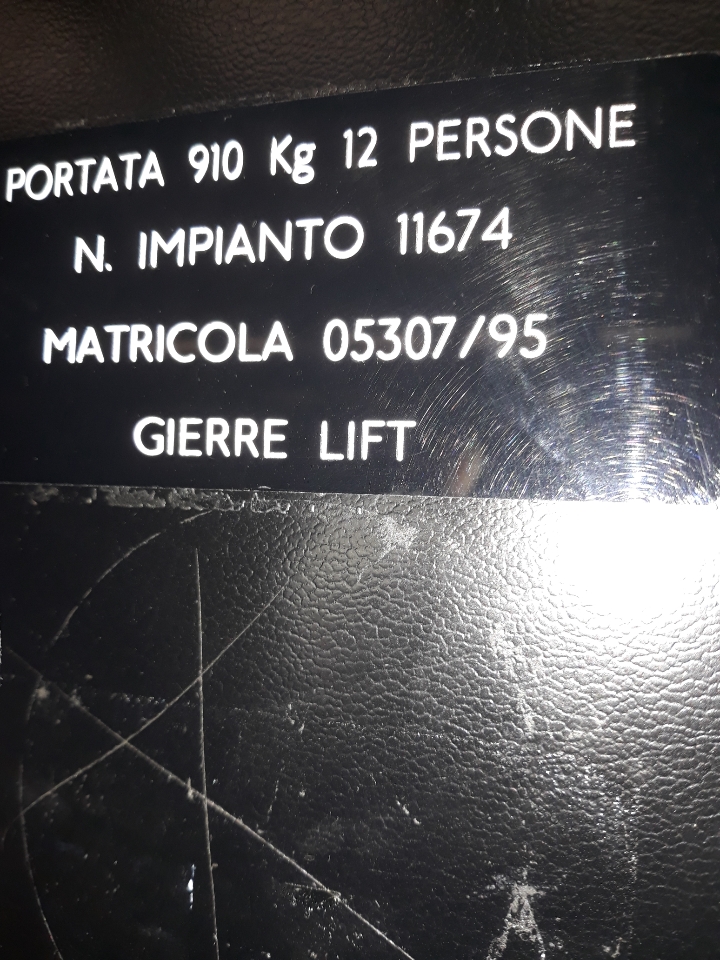 PORTATA 910 Kg 12 PERSONE
N. IMPIANTO 11674
MATRICOLA 05307/95
GIERRE LIFT